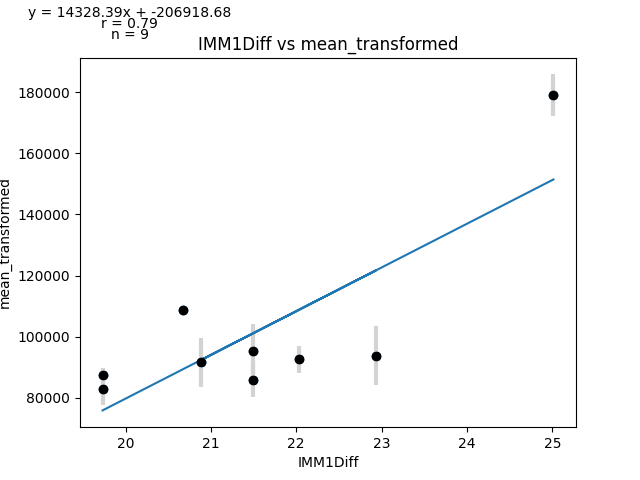 y = 14328.39x + -206918.68
r = 0.79
n = 9
IMM1Diff vs mean_transformed
180000
160000
140000
120000
100000
80000
mean_transformed
20 21 22 23 24 25
IMM1Diff